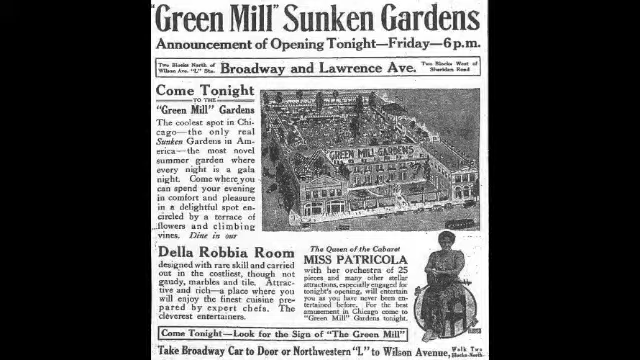 "Green Mill" Sunken Gardens
Announcement of Opening Tonight—Friday—6 p.m.
Two Blocks North of
Wilson Ave. "L" Sta.
Broadway and Lawrence Ave.
Two Blocks West of
Sheridan Road
Come Tonight
TO THE
"Green Mill" Gardens
The coolest spot in Chi-
cago—the only real
Sunken Gardens in Am-
erica—the most novel
summer garden where
every night is a gala
night. Come where you
can spend your evening
in comfort and pleasure
in a delightful spot en-
circled by a terrace of
flowers and climbing
vines. Dine in our
GREEN MILL GARDENS
Della Robbia Room
designed with rare skill and carried
out in the costliest, though not
gaudy, marbles and tile. Attrac-
tive and rich—a place where you
will enjoy the finest cuisine pre-
pared by expert chefs. The
cleverest entertainers.
The Queen of the Cabaret
MISS PATRICOLA
with her orchestra of 25
pieces and many other stellar
attractions, especially engaged for
tonight's opening, will entertain
you as you have never been en-
tertained before. For the best
amusement in Chicago come to
"Green Mill" Gardens tonight.
Come Tonight—Look for the Sign of "The Green Mill"
Take Broadway Car to Door or Northwestern "L" to Wilson Avenue,
Walk Two
Blocks North